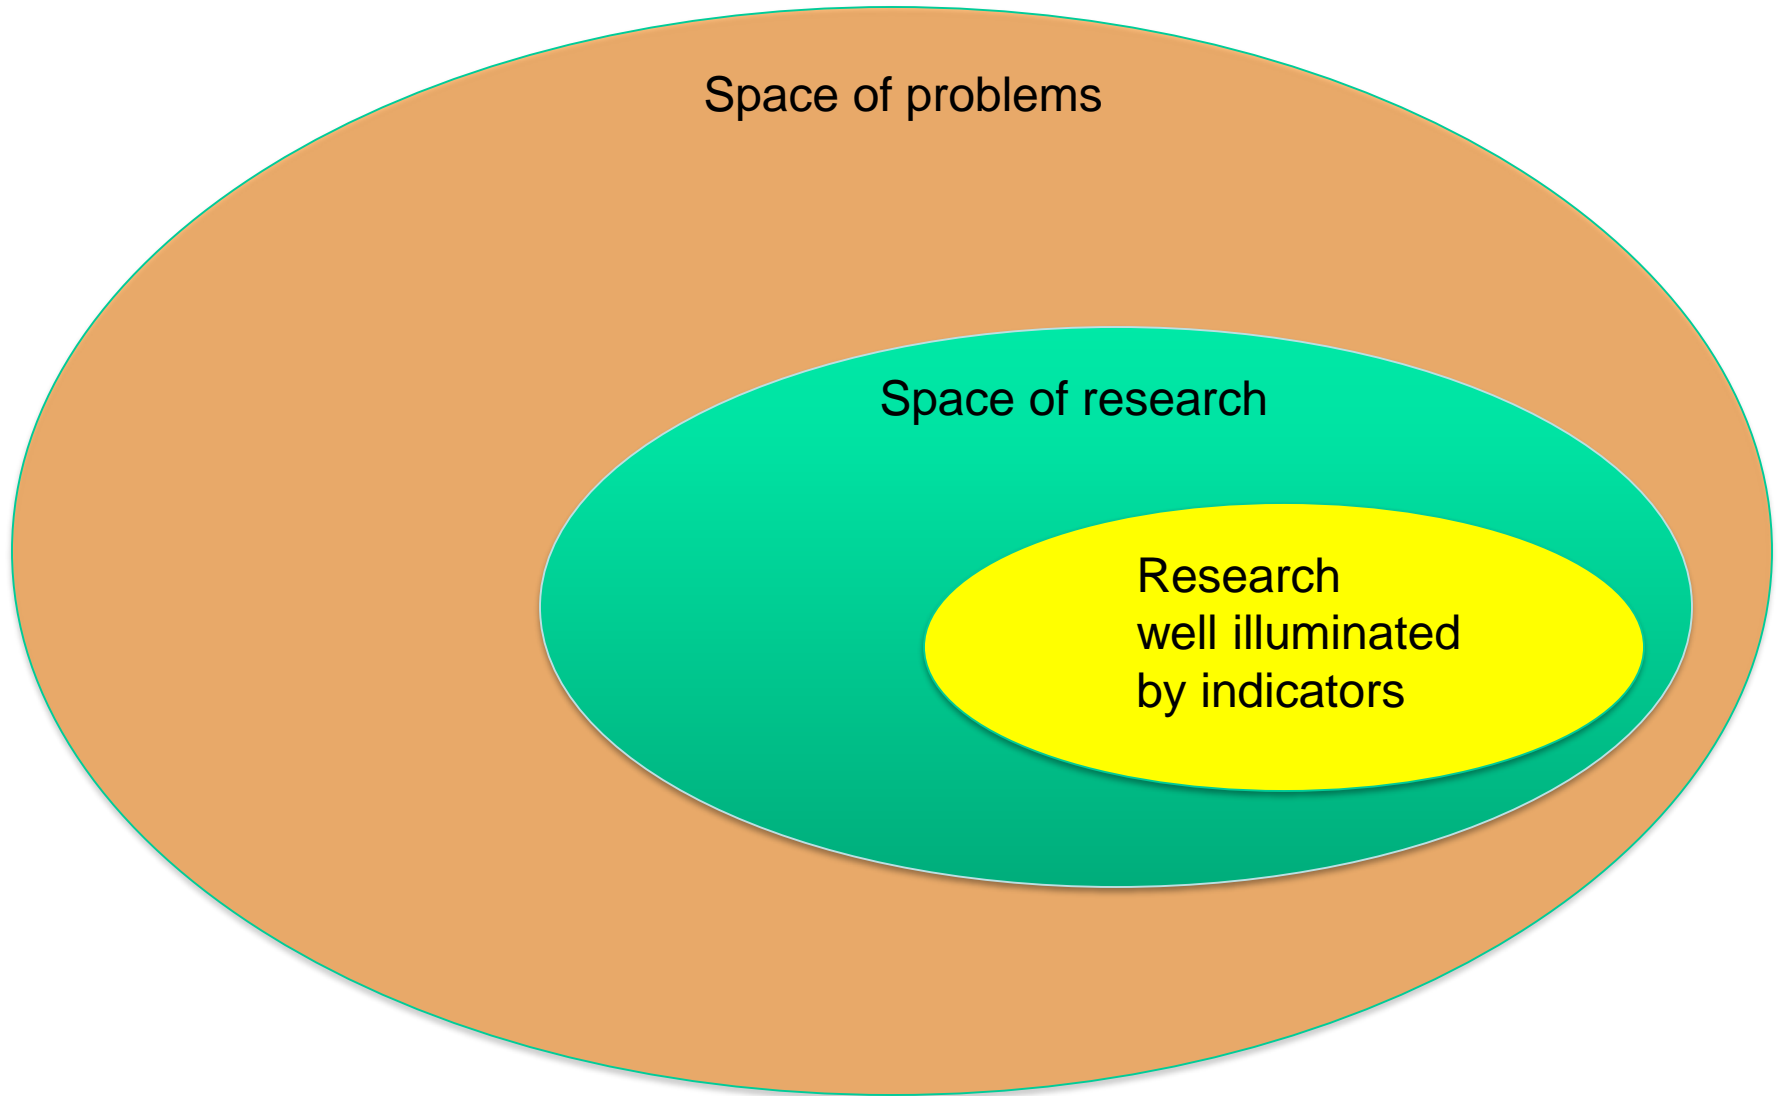 Space of problems
Space of research
Research
well illuminated
by indicators